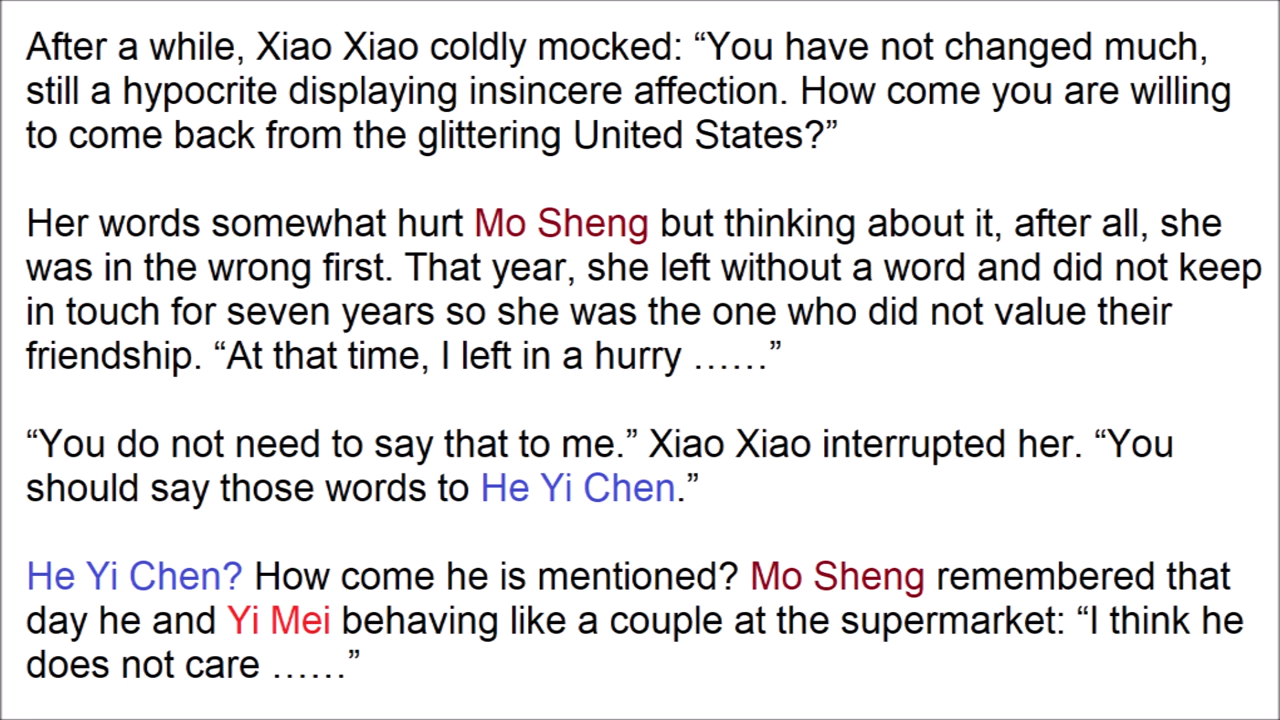 After a while, Xiao Xiao coldly mocked: “You have not changed much,
still a hypocrite displaying insincere affection. How come you are willing
to come back from the glittering United States?”
Her words somewhat hurt Mo Sheng but thinking about it, after all, she
was in the wrong first. That year, she left without a word and did not keep
in touch for seven years so she was the one who did not value their
friendship. “At that time, I left in a hurry ……”
“You do not need to say that to me.” Xiao Xiao interrupted her. “You
should say those words to He Yi Chen.”
He Yi Chen? How come he is mentioned? Mo Sheng remembered that
day he and Yi Mei behaving like a couple at the supermarket: “I think he
does not care ……”